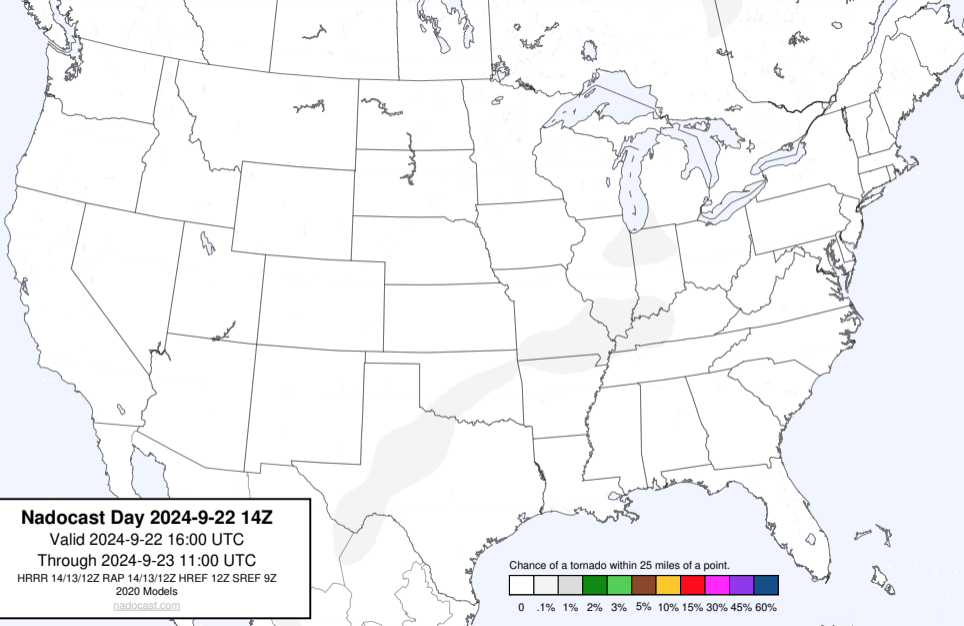 Nadocast Day 2024-9-22 14Z
Valid 2024-9-22 16:00 UTC
Through 2024-9-23 11:00 UTC
HRRR 14/13/12Z RAP 14/13/12Z HREF 12Z SREF 9Z
2020 Models
nadocast.com
Chance of a tornado within 25 miles of a point.
0 .1% 1% 2% 3% 5% 10% 15% 30% 45% 60%